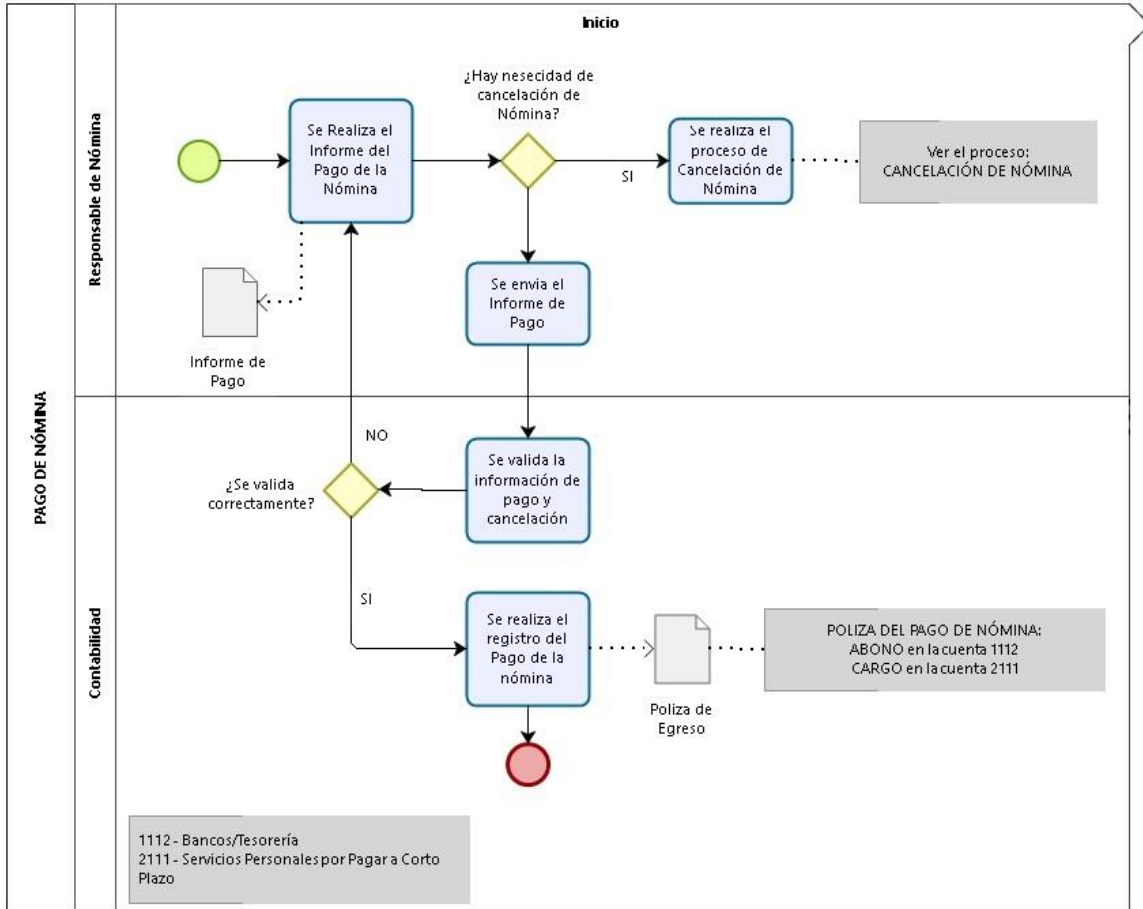 PAGO DE NÓMINA
Responsable de Nómina
Inicio
Se Realiza el
Informe del
Pago de la
Nómina
¿Hay nesecidad de
cancelación de
Nómina?
SI
Se realiza el
proceso de
Cancelación de
Nómina
Ver el proceso:
CANCELACIÓN DE NÓMINA
Informe de
Pago
Se envia el
Informe de
Pago
Contabilidad
NO
¿Se valida
correctamente?
Se valida la
información de
pago y
cancelación
SI
Se realiza el
registro del
Pago de la
nómina
Poliza de
Egreso
POLIZA DEL PAGO DE NÓMINA:
ABONO en la cuenta 1112
CARGO en la cuenta 2111
1112 - Bancos/Tesorería
2111 - Servicios Personales por Pagar a Corto
Plazo